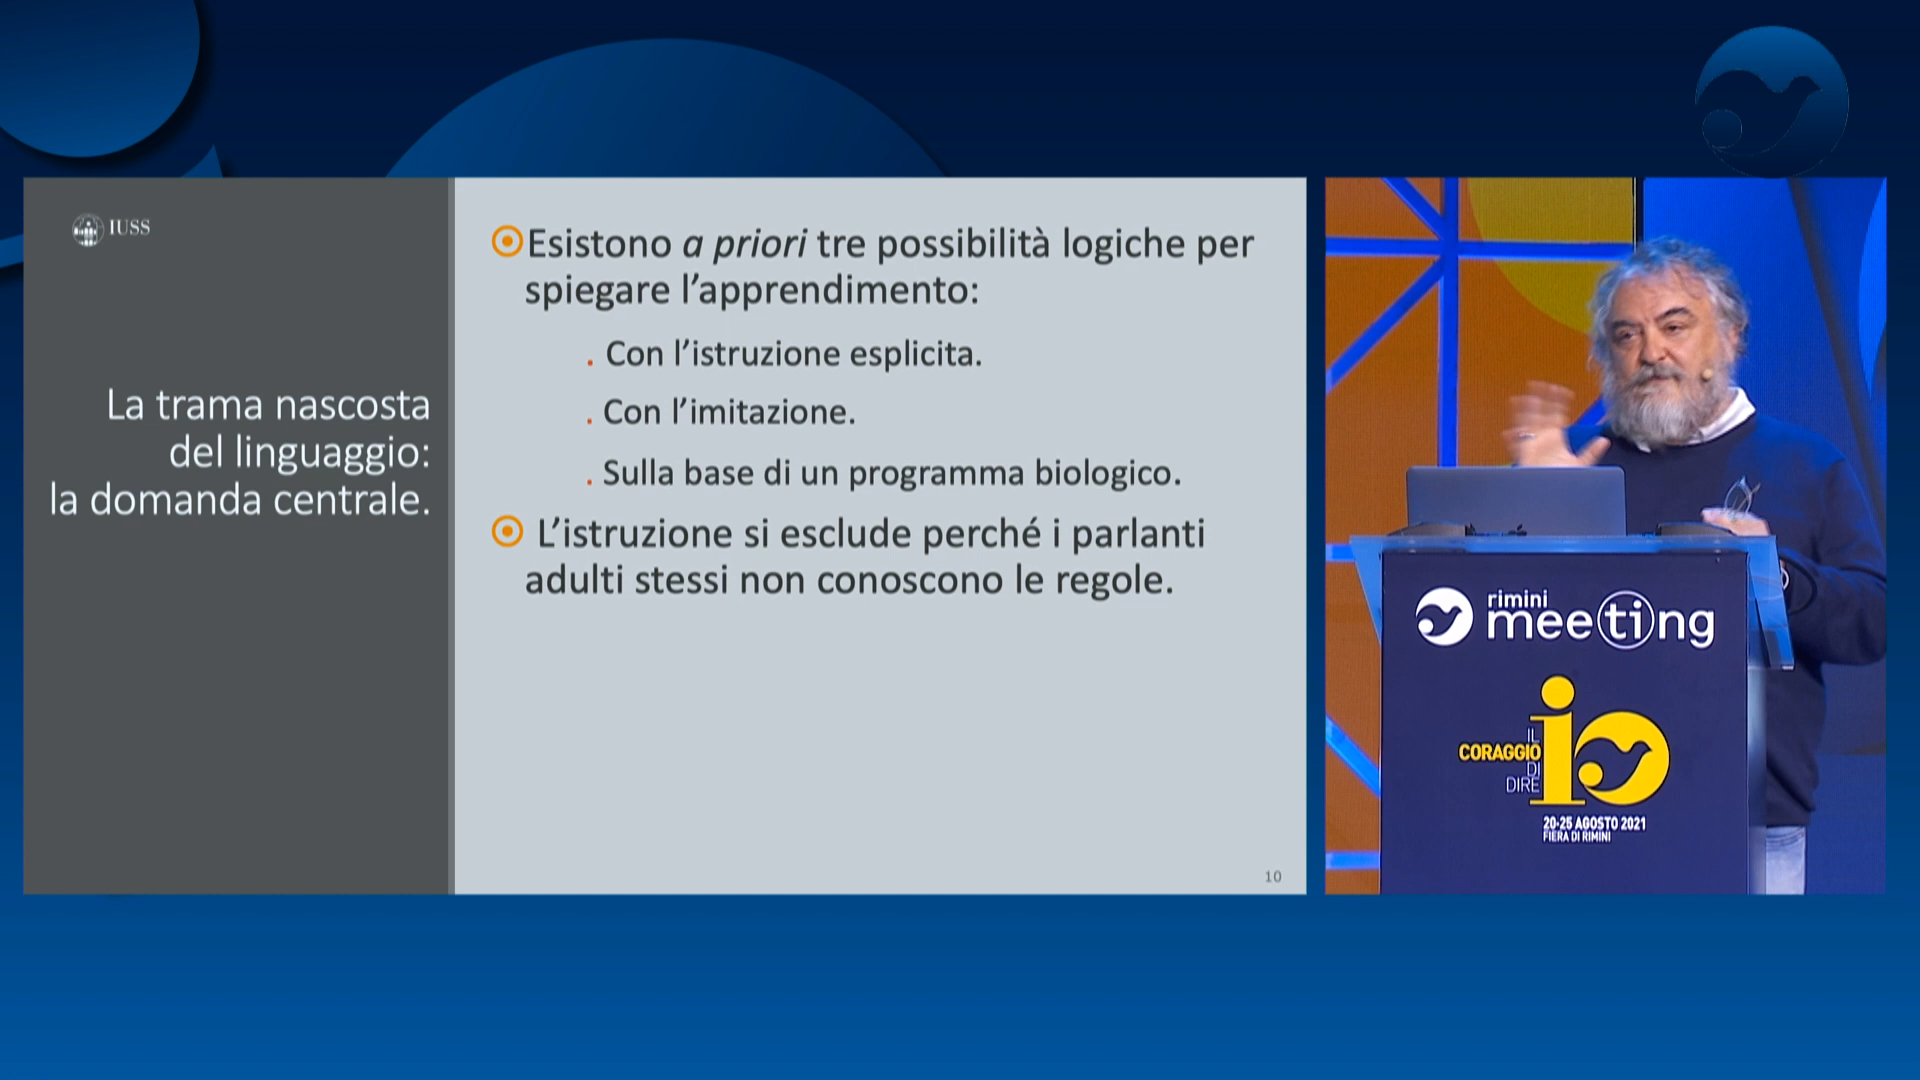 IUSS
La trama nascosta
del linguaggio:
la domanda centrale.
Esistono a priori tre possibilità logiche per
spiegare l’apprendimento:
. Con l’istruzione esplicita.
. Con l’imitazione.
. Sulla base di un programma biologico.
L’istruzione si esclude perché i parlanti
adulti stessi non conoscono le regole.
10
rimini
meeting
IL
CORAGGIO
DI
DIRE
io
20-25 AGOSTO 2021
FIERA DI RIMINI